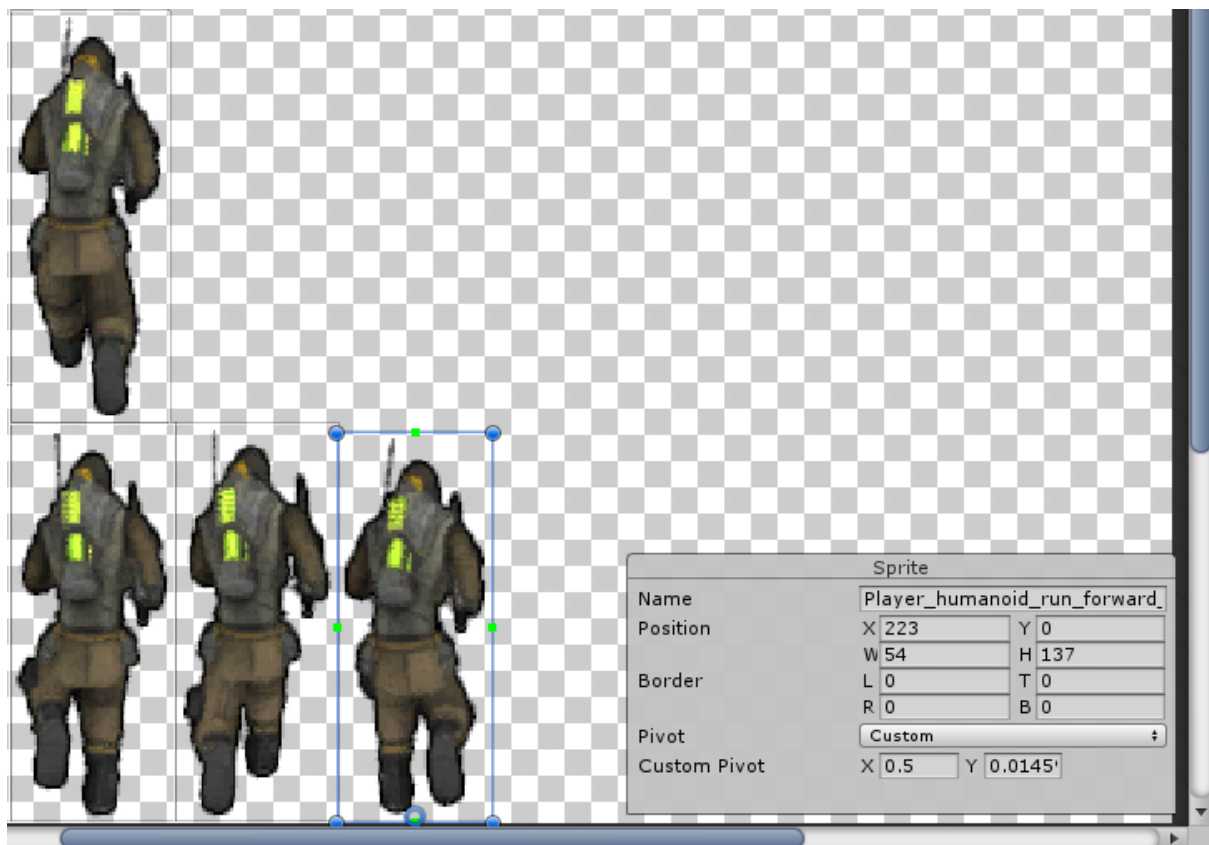 Sprite
Name Player_humanoid_run_forward_
Position X 223 Y 0
W 54 H 137
Border L 0 T 0
R 0 B 0
Pivot Custom
Custom Pivot X 0.5 Y 0.0145